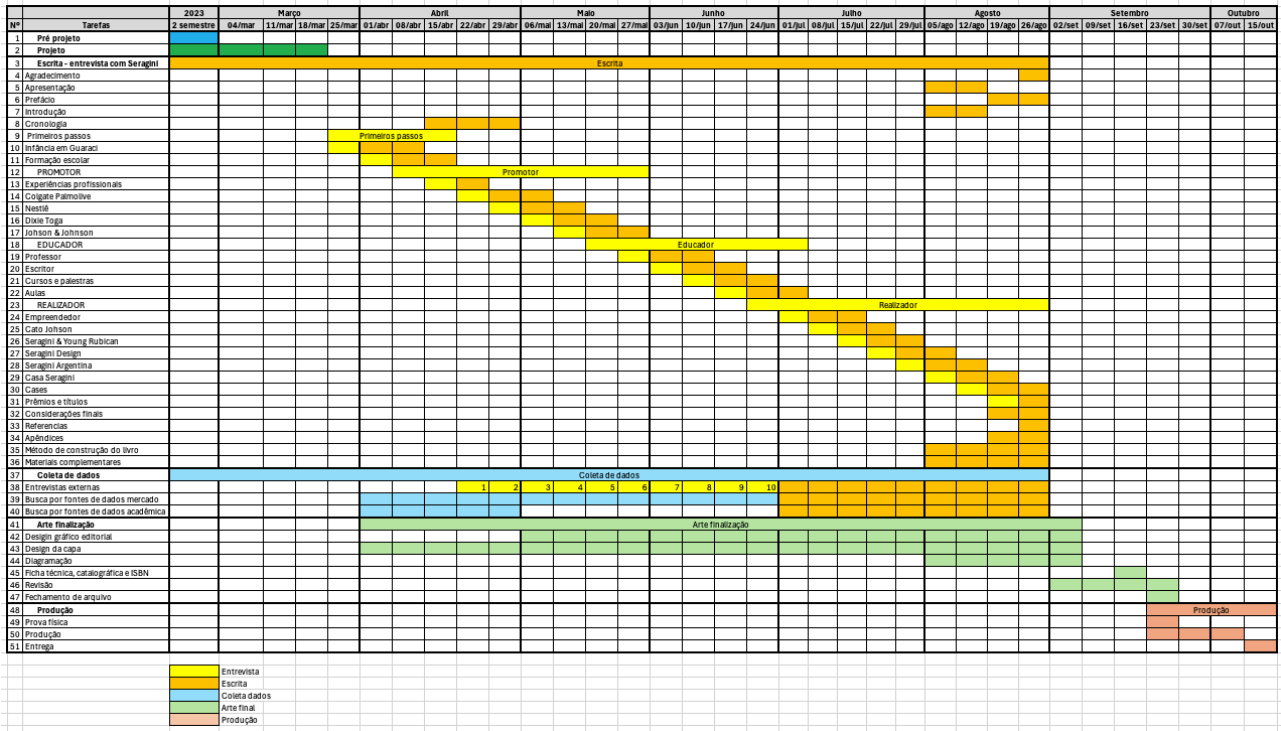 2023 Março Abril Maio Junho Julho Agosto Setembro Outubro
Nº Tarefas 2 semestre 04/mar 11/mar 18/mar 25/mar 01/abr 08/abr 15/abr 22/abr 29/abr 06/mai 13/mai 20/mai 27/mai 03/jun 10/jun 17/jun 24/jun 01/jul 08/jul 15/jul 22/jul 29/jul 05/ago 12/ago 19/ago 26/ago 02/set 09/set 16/set 23/set 30/set 07/out 15/out
1 Pré projeto
2 Projeto
3 Escrita - entrevista com Seragini Escrita
4 Agradecimento
5 Apresentação
6 Prefácio
7 Introdução
8 Cronologia
9 Primeiros passos Primeiros passos
10 Infância em Guaraci
11 Formação escolar
12 PROMOTOR Promotor
13 Experiências profissionais
14 Colgate Palmolive
15 Nestlê
16 Dixie Toga
17 Johson & Johnson
18 EDUCADOR Educador
19 Professor
20 Escritor
21 Cursos e palestras
22 Aulas
23 REALIZADOR Realizador
24 Empreendedor
25 Cato Johson
26 Seragini & Young Rubican
27 Seragini Design
28 Seragini Argentina
29 Casa Seragini
30 Cases
31 Prêmios e títulos
32 Considerações finais
33 Referencias
34 Apêndices
35 Método de construção do livro
36 Materiais complementares
37 Coleta de dados Coleta de dados
38 Entrevistas externas 1 2 3 4 5 6 7 8 9 10
39 Busca por fontes de dados mercado
40 Busca por fontes de dados acadêmica
41 Arte finalização Arte finalização
42 Desigin gráfico editorial
43 Design da capa
44 Diagramação
45 Ficha técnica, catalográfica e ISBN
46 Revisão
47 Fechamento de arquivo
48 Produção Produção
49 Prova física
50 Produção
51 Entrega
Entrevista
Escrita
Coleta dados
Arte final
Produção